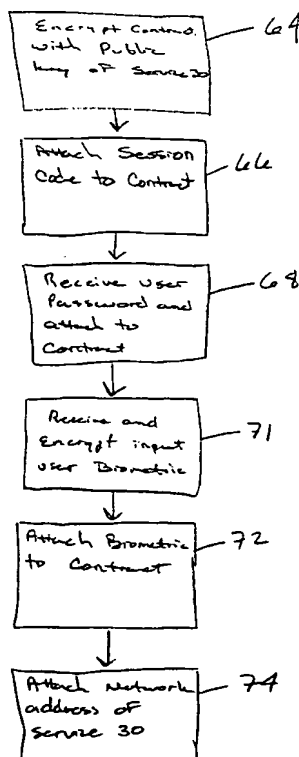 Encrypt Contract
with Public
key of Service 30
64
Attach Session
Code to Contract
66
Receive User
Password and
attach to
Contract
68
Receive and
Encrypt input
user Biometric
71
Attach Biometric
to Contract
72
Attach Network
address of
service 30
74